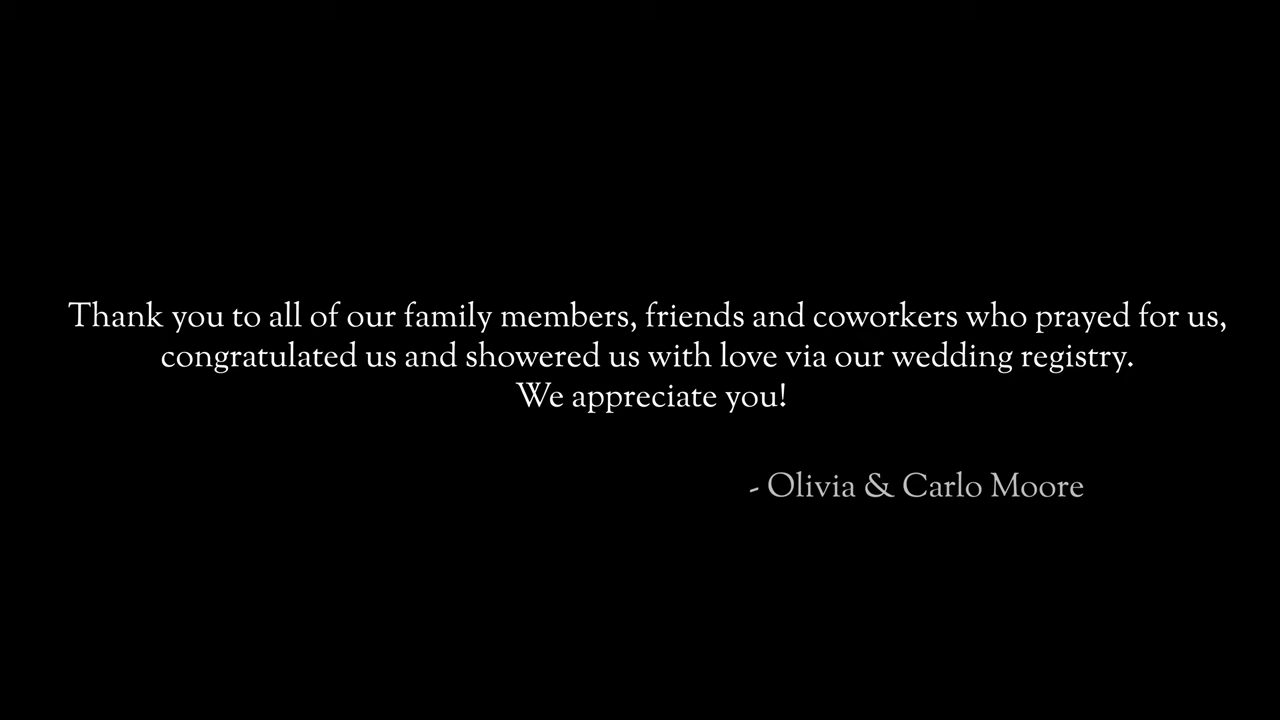 Thank you to all of our family members, friends and coworkers who prayed for us,
congratulated us and showered us with love via our wedding registry.
We appreciate you!
- Olivia & Carlo Moore